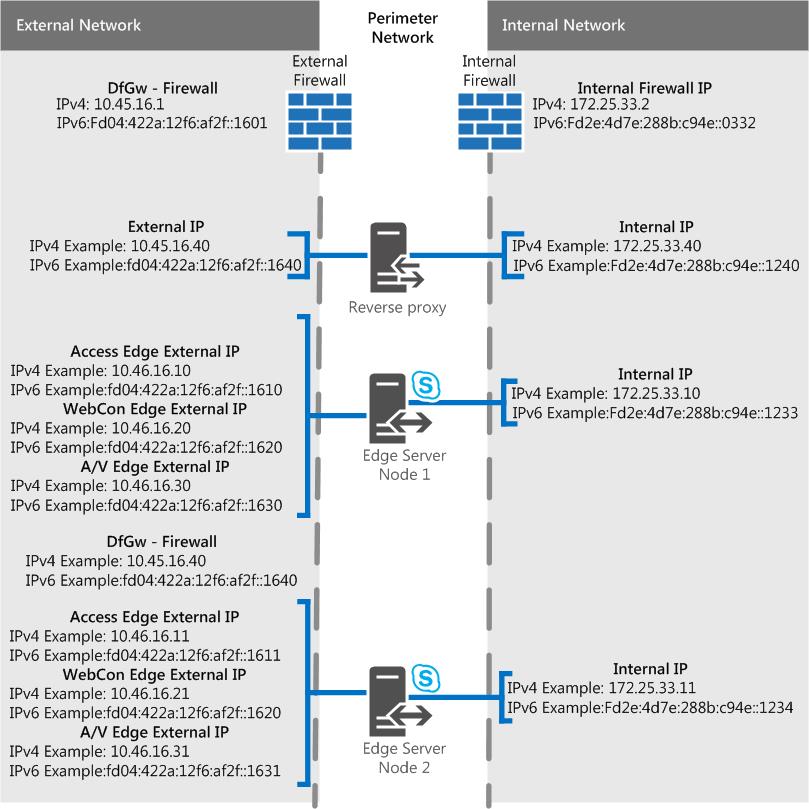 External Network
Perimeter
Network
Internal Network
External
Firewall
Internal
Firewall
DfGw - Firewall
IPv4: 10.45.16.1
IPv6:Fd04:422a:12f6:af2f::1601
Internal Firewall IP
IPv4: 172.25.33.2
IPv6:Fd2e:4d7e:288b:c94e::0332
External IP
IPv4 Example: 10.45.16.40
IPv6 Example:fd04:422a:12f6:af2f::1640
Reverse proxy
Internal IP
IPv4 Example: 172.25.33.40
IPv6 Example:Fd2e:4d7e:288b:c94e::1240
Access Edge External IP
IPv4 Example: 10.46.16.10
IPv6 Example:fd04:422a:12f6:af2f::1610
WebCon Edge External IP
IPv4 Example: 10.46.16.20
IPv6 Example:fd04:422a:12f6:af2f::1620
A/V Edge External IP
IPv4 Example: 10.46.16.30
IPv6 Example:fd04:422a:12f6:af2f::1630
S
Edge Server
Node 1
Internal IP
IPv4 Example: 172.25.33.10
IPv6 Example:Fd2e:4d7e:288b:c94e::1233
DfGw - Firewall
IPv4 Example: 10.45.16.40
IPv6 Example:fd04:422a:12f6:af2f::1640
Access Edge External IP
IPv4 Example: 10.46.16.11
IPv6 Example:fd04:422a:12f6:af2f::1611
WebCon Edge External IP
IPv4 Example: 10.46.16.21
IPv6 Example:fd04:422a:12f6:af2f::1620
A/V Edge External IP
IPv4 Example: 10.46.16.31
IPv6 Example:fd04:422a:12f6:af2f::1631
S
Edge Server
Node 2
Internal IP
IPv4 Example: 172.25.33.11
IPv6 Example:Fd2e:4d7e:288b:c94e::1234